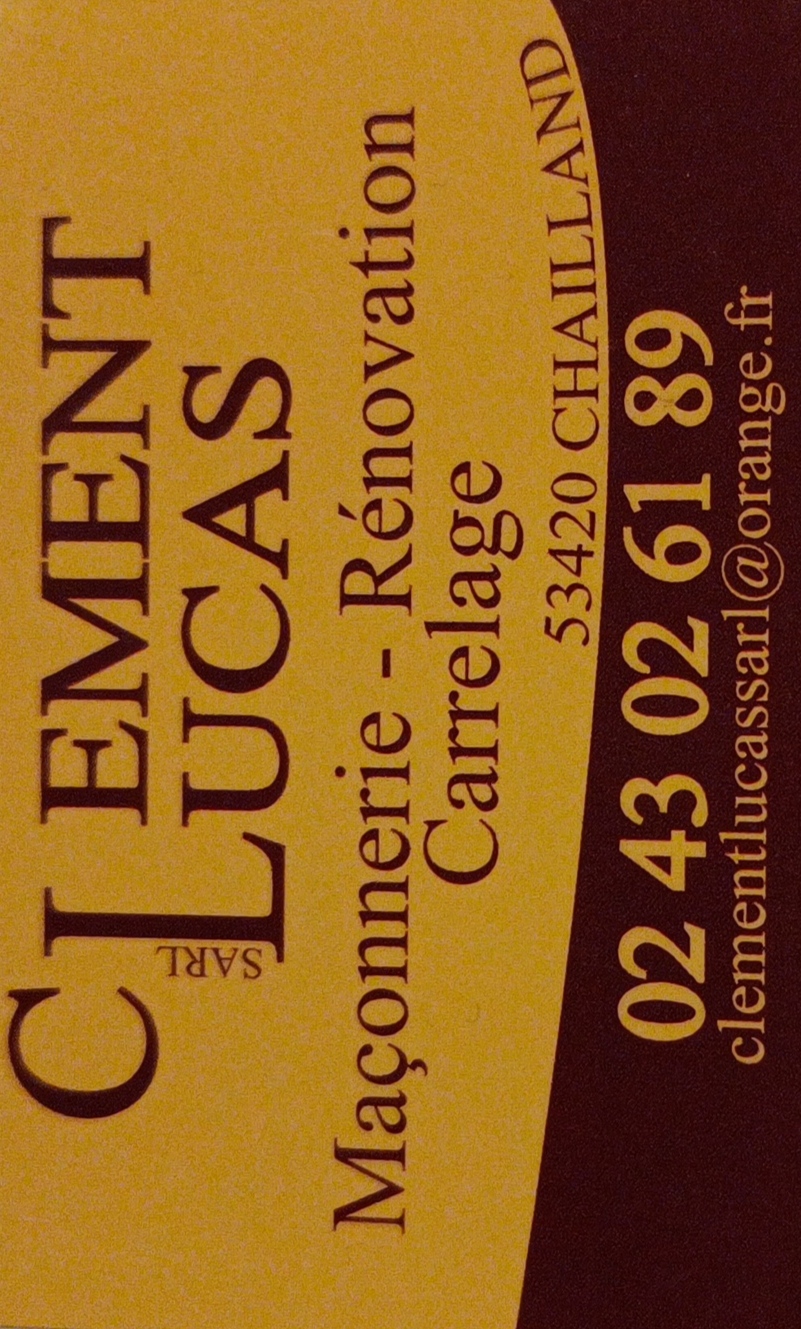 CLEMENT
SARL
LUCAS
Maçonnerie - Rénovation
Carrelage
53420 CHAILLAND
02 43 02 61 89
clementlucassarl@orange.fr